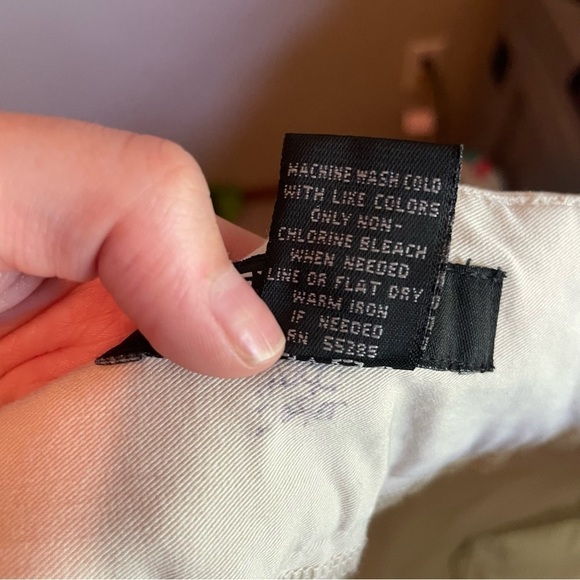 MACHINE WASH COLD
WITH LIKE COLORS
ONLY NON-
CHLORINE BLEACH
WHEN NEEDED
LINE OR FLAT DRY
WARM IRON
IF NEEDED
RN 55285